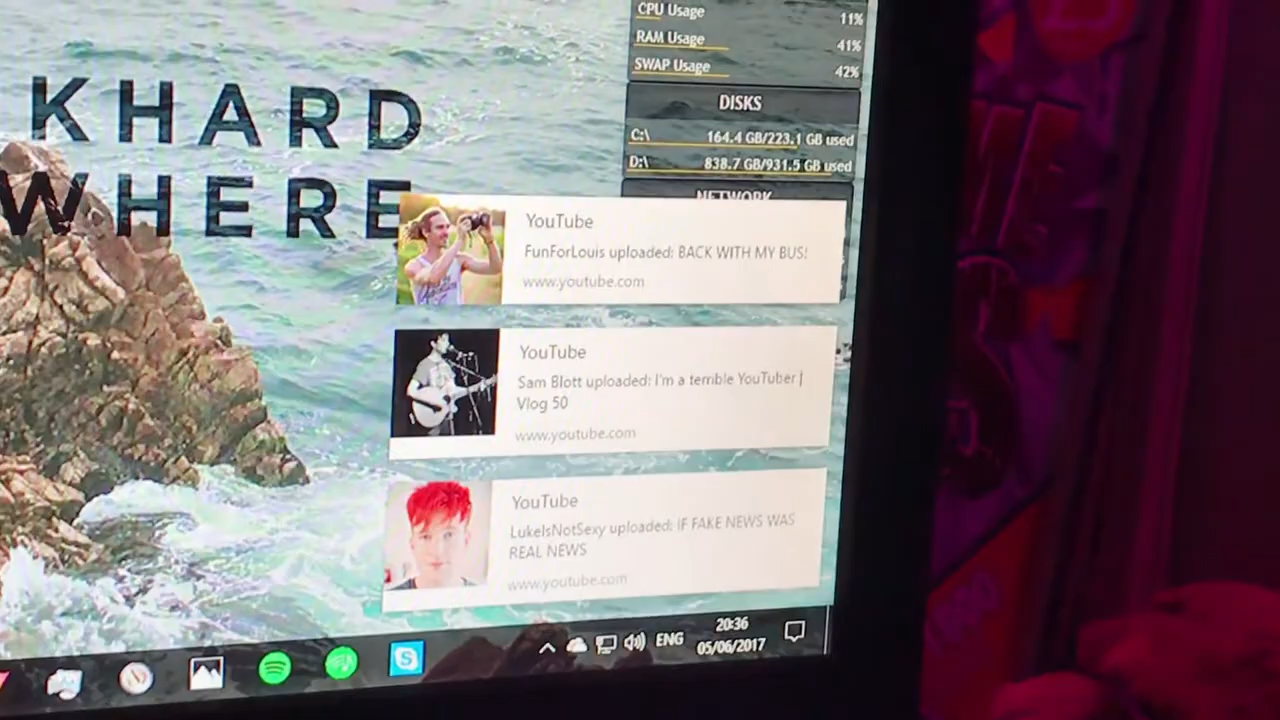 CPU Usage 11%
RAM Usage 41%
SWAP Usage 42%
DISKS
C:\ 164.4 GB/223.1 GB used
D:\ 838.7 GB/931.5 GB used
NETWORK
KHARD
WHERE
YouTube
FunForLouis uploaded: BACK WITH MY BUS!
www.youtube.com
YouTube
Sam Blott uploaded: I'm a terrible YouTuber |
Vlog 50
www.youtube.com
YouTube
LukeIsNotSexy uploaded: IF FAKE NEWS WAS
REAL NEWS
www.youtube.com
ENG
20:36
05/06/2017